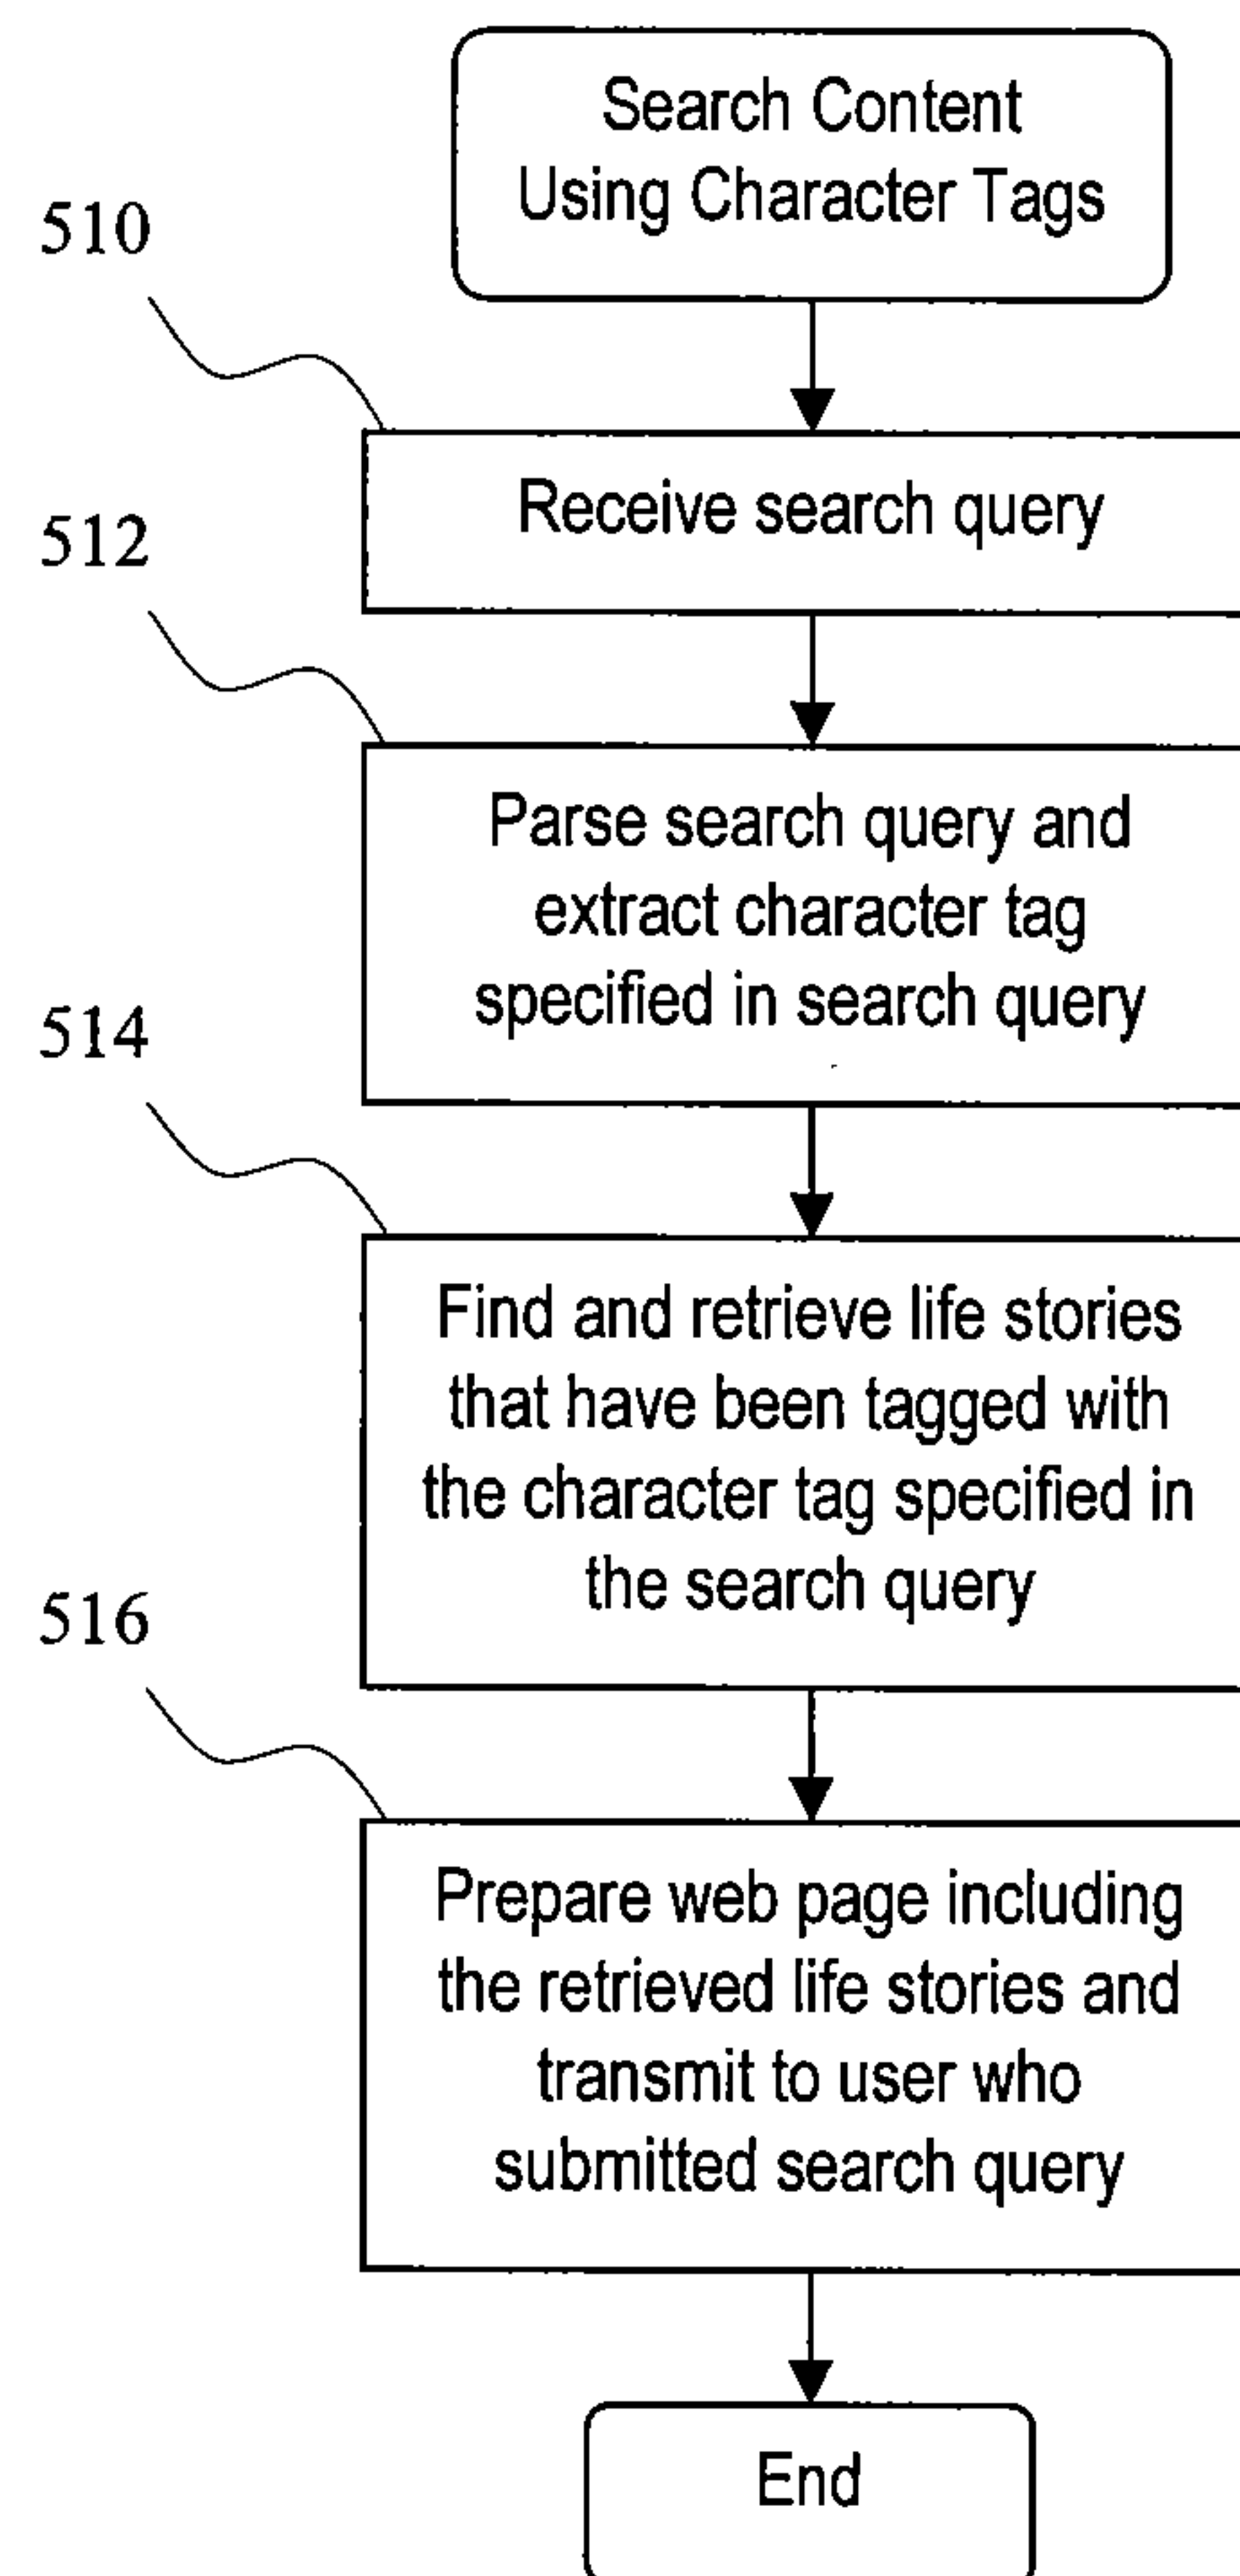 Search Content
Using Character Tags
510
Receive search query
512
Parse search query and
extract character tag
specified in search query
514
Find and retrieve life stories
that have been tagged with
the character tag specified in
the search query
516
Prepare web page including
the retrieved life stories and
transmit to user who
submitted search query
End